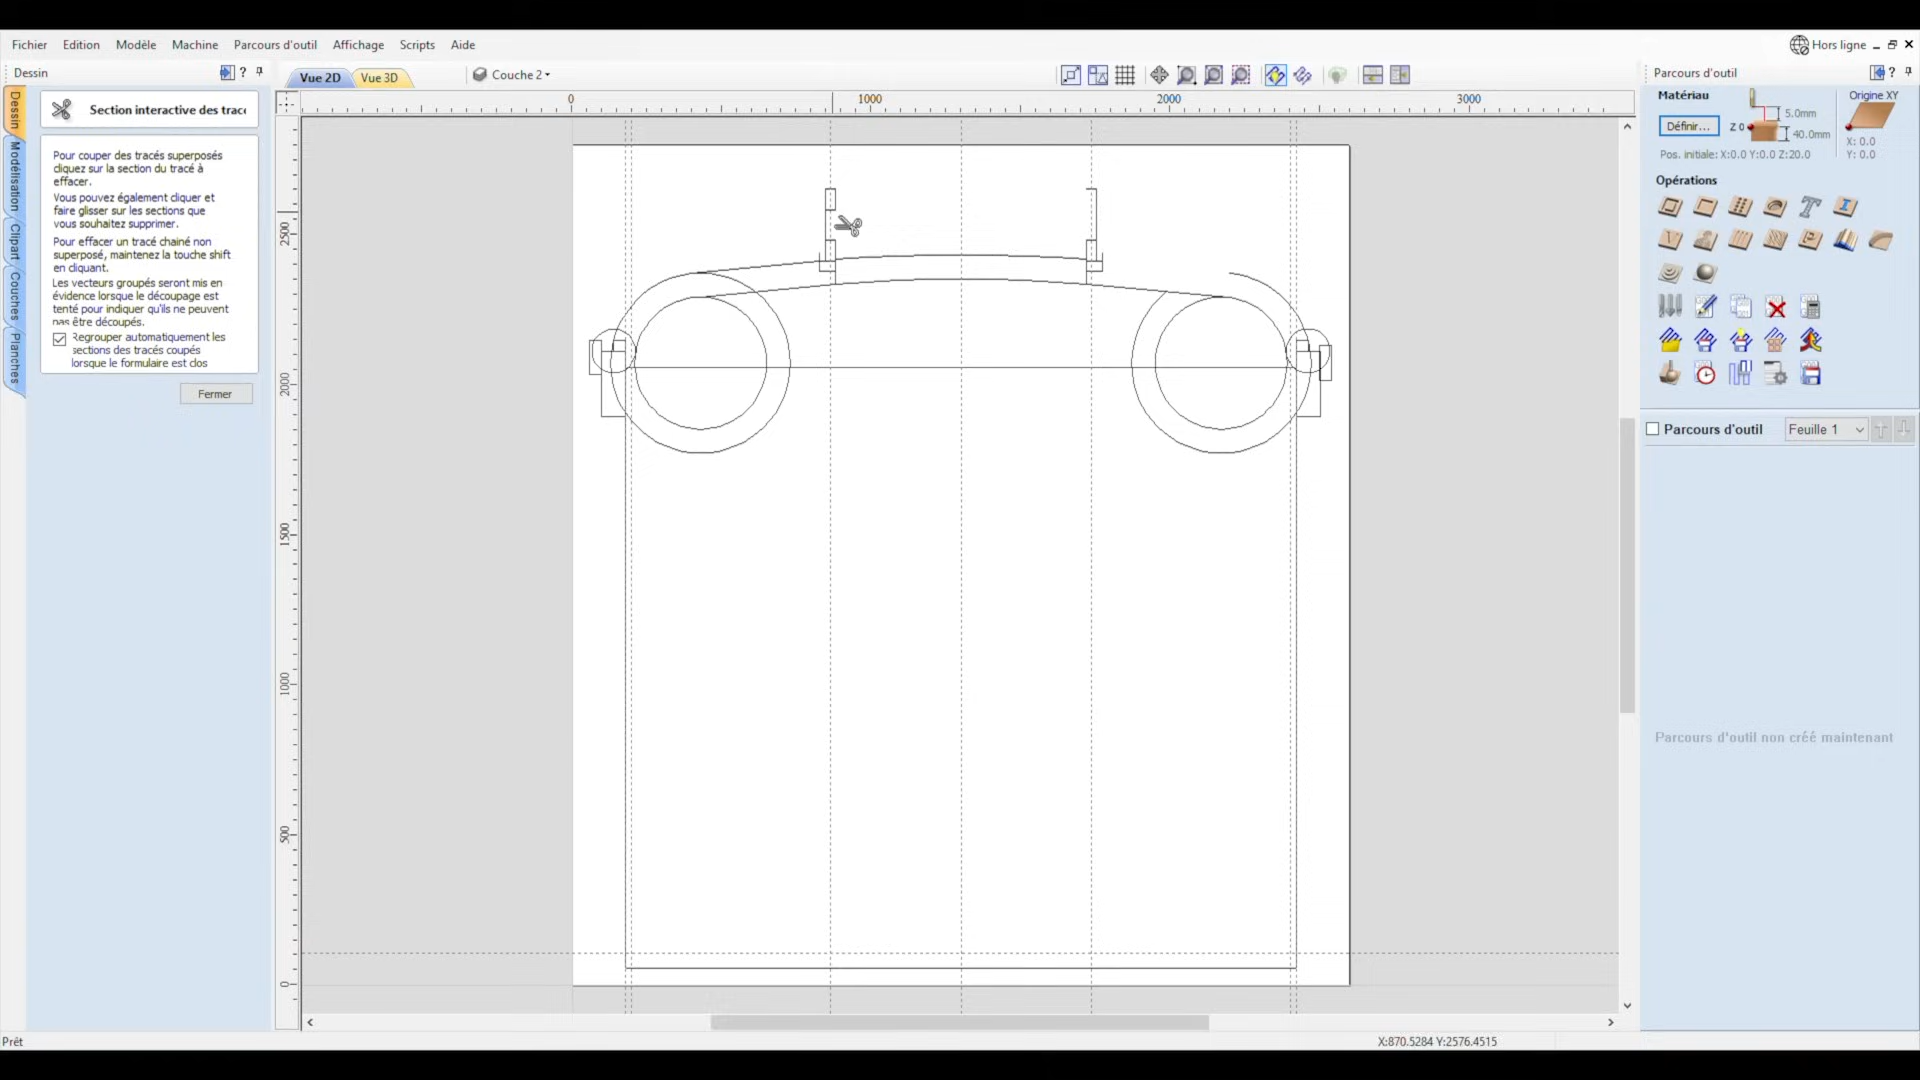 Fichier Edition Modèle Machine Parcours d'outil Affichage Scripts Aide
Hors ligne
Dessin
Vue 2D Vue 3D
Couche 2
Parcours d'outil
Section interactive des trace
Pour couper des tracés superposés
cliquez sur la section du tracé à
effacer.
Vous pouvez également cliquer et
faire glisser sur les sections que
vous souhaitez supprimer.
Pour effacer un tracé chainé non
superposé, maintenez la touche shift
en cliquant.
Les vecteurs groupés seront mis en
évidence lorsque le découpage est
tenté pour indiquer qu'ils ne peuvent
pas être découpés.
Regrouper automatiquement les
sections des tracés coupés
lorsque le formulaire est clos
Fermer
Dessin
Modélisation
Clipart
Couches
Planches
0 1000 2000 3000
2500
2000
1500
1000
500
0
Matériau
Définir...
Z 0
5.0mm
40.0mm
Origine XY
X: 0.0
Y: 0.0
Pos. initiale: X:0.0 Y:0.0 Z:20.0
Opérations
Parcours d'outil
Feuille 1
Parcours d'outil non créé maintenant
Prêt
X:870.5284 Y:2576.4515